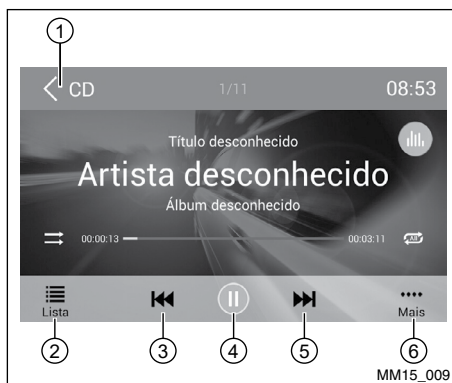 1
CD 1/11 08:53
Título desconhecido
Artista desconhecido
Álbum desconhecido
00:00:13 00:03:11
All
Lista Mais
2 3 4 5 6
MM15_009